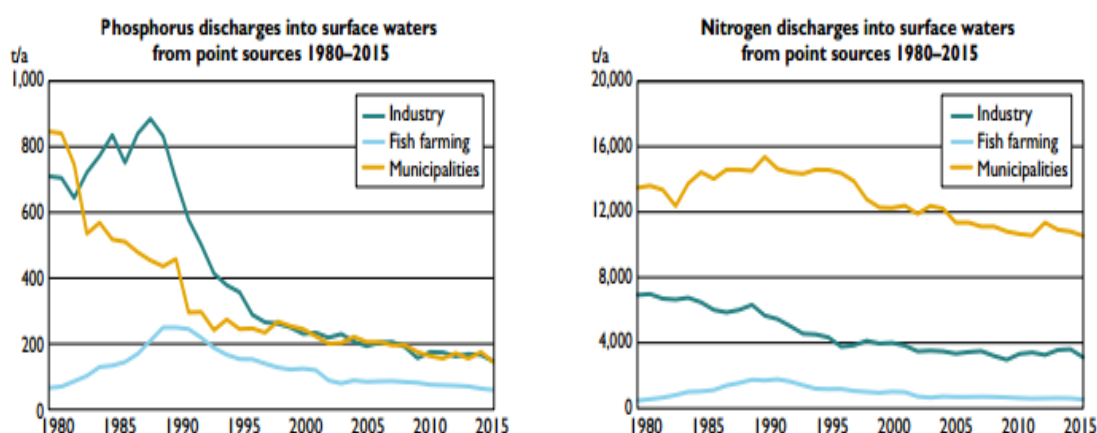 Phosphorus discharges into surface waters
from point sources 1980–2015
t/a
1,000
800
600
400
200
0
1980 1985 1990 1995 2000 2005 2010 2015
Industry
Fish farming
Municipalities
Nitrogen discharges into surface waters
from point sources 1980–2015
t/a
20,000
16,000
12,000
8,000
4,000
0
1980 1985 1990 1995 2000 2005 2010 2015
Industry
Fish farming
Municipalities